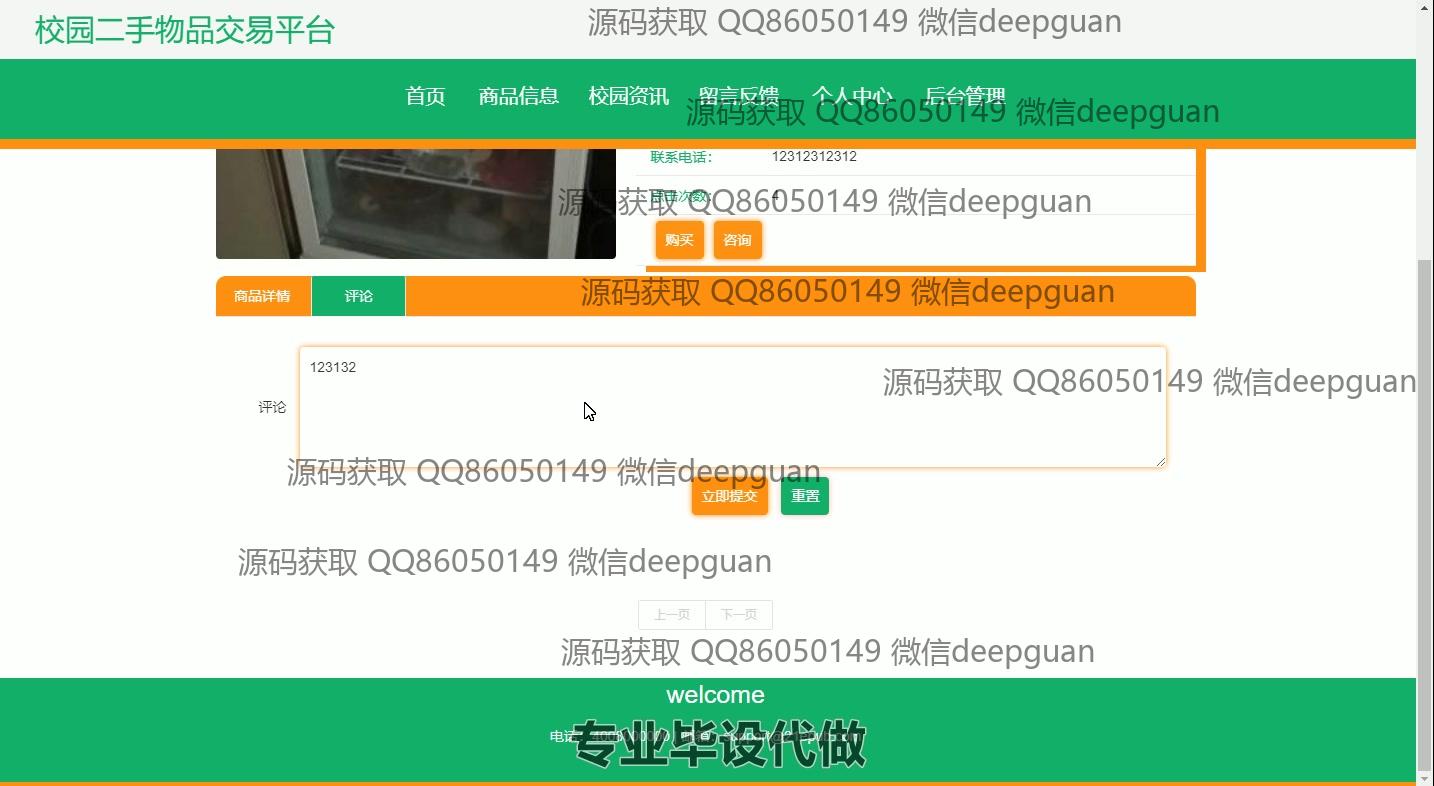 校园二手物品交易平台
源码获取 QQ86050149 微信deepguan
首页 商品信息 校园资讯 留言反馈 个人中心 后台管理
源码获取 QQ86050149 微信deepguan
联系电话： 12312312312
点击次数： 4
源码获取 QQ86050149 微信deepguan
购买 咨询
商品详情 评论
源码获取 QQ86050149 微信deepguan
123132
源码获取 QQ86050149 微信deepguan
评论
源码获取 QQ86050149 微信deepguan
立即提交 重置
源码获取 QQ86050149 微信deepguan
上一页 下一页
源码获取 QQ86050149 微信deepguan
welcome
专业毕设代做